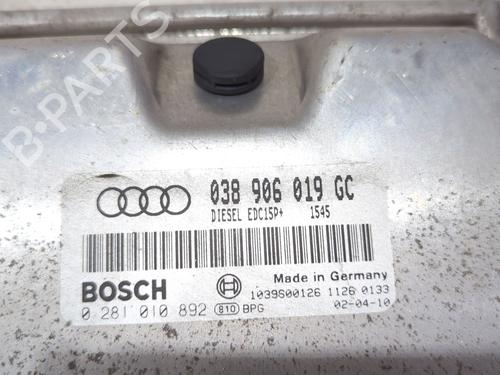 B-PARTS
038 906 019 GC
DIESEL EDC15P+ 1545
BOSCH
Made in Germany
1039S00126 1126 0133
0 281 010 892 810 BPG 02-04-10